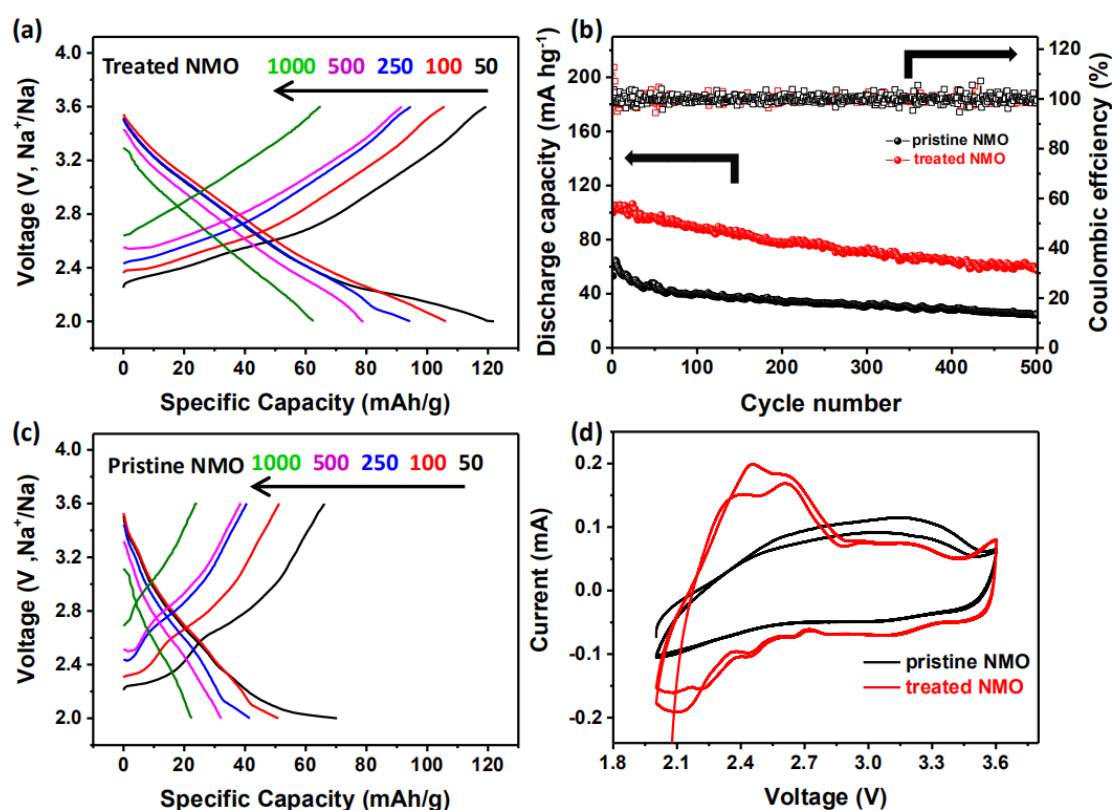 (a)
Treated NMO 1000 500 250 100 50
4.0
3.6
3.2
2.8
2.4
2.0
Voltage (V, Na⁺/Na)
0 20 40 60 80 100 120
Specific Capacity (mAh/g)
(b)
220
200
180
160
140
120
100
80
60
40
0
Discharge capacity (mA hg⁻¹)
pristine NMO
treated NMO
120
100
80
60
40
20
0
Coulombic effciency (%)
0 100 200 300 400 500
Cycle number
(c)
Pristine NMO 1000 500 250 100 50
4.0
3.6
3.2
2.8
2.4
2.0
Voltage (V ,Na⁺/Na)
0 20 40 60 80 100 120
Specific Capacity (mAh/g)
(d)
0.2
0.1
0.0
-0.1
-0.2
Current (mA)
pristine NMO
treated NMO
1.8 2.1 2.4 2.7 3.0 3.3 3.6
Voltage (V)